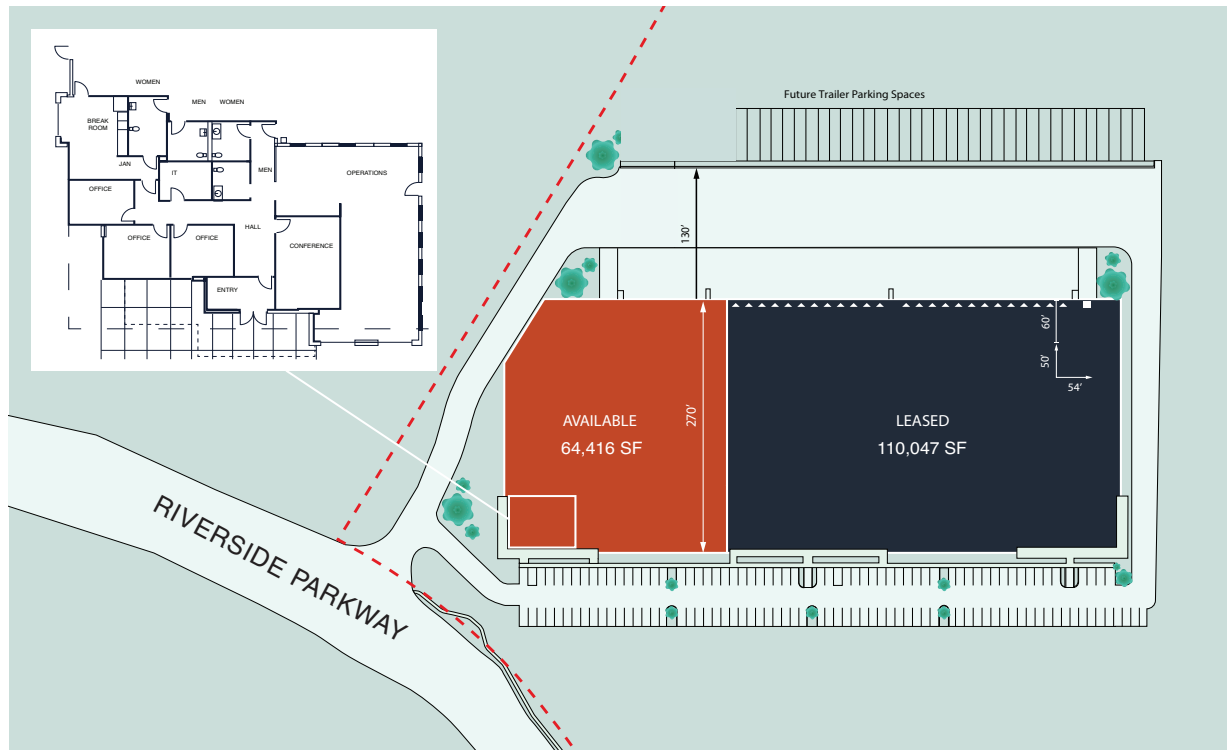 WOMEN
MEN
WOMEN
BREAK
ROOM
JAN
IT
MEN
OPERATIONS
OFFICE
HALL
OFFICE
OFFICE
CONFERENCE
ENTRY
Future Trailer Parking Spaces
130'
60'
50'
54'
270'
AVAILABLE
64,416 SF
LEASED
110,047 SF
RIVERSIDE PARKWAY